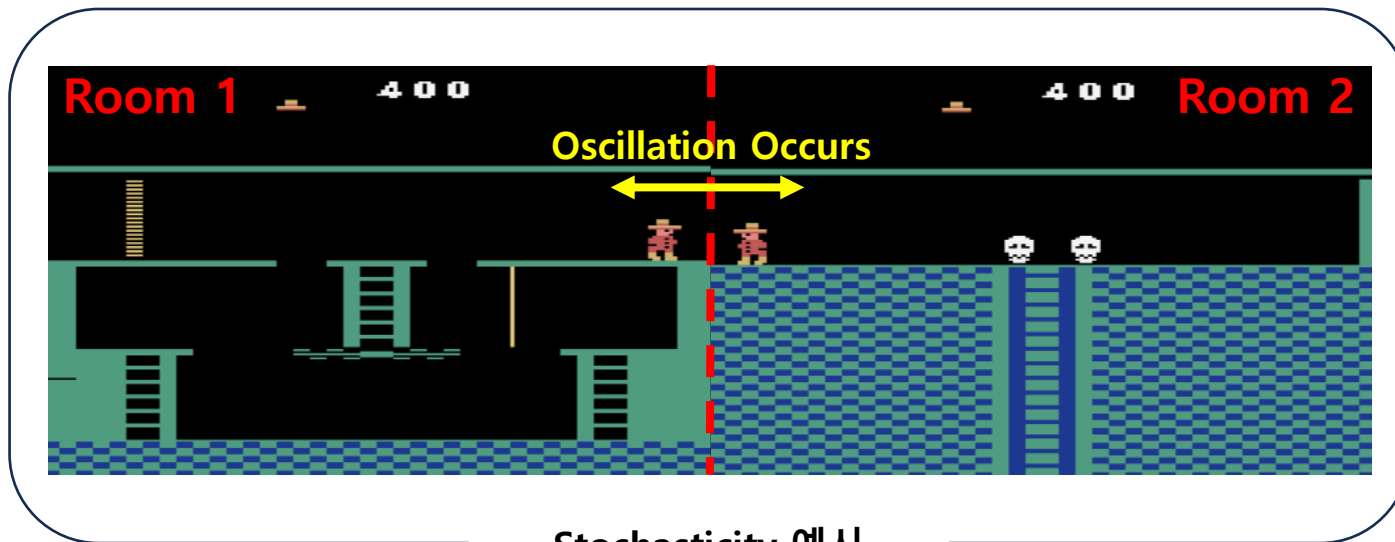 Room 1
400
400
Room 2
Oscillation Occurs
Stochasticity 예시